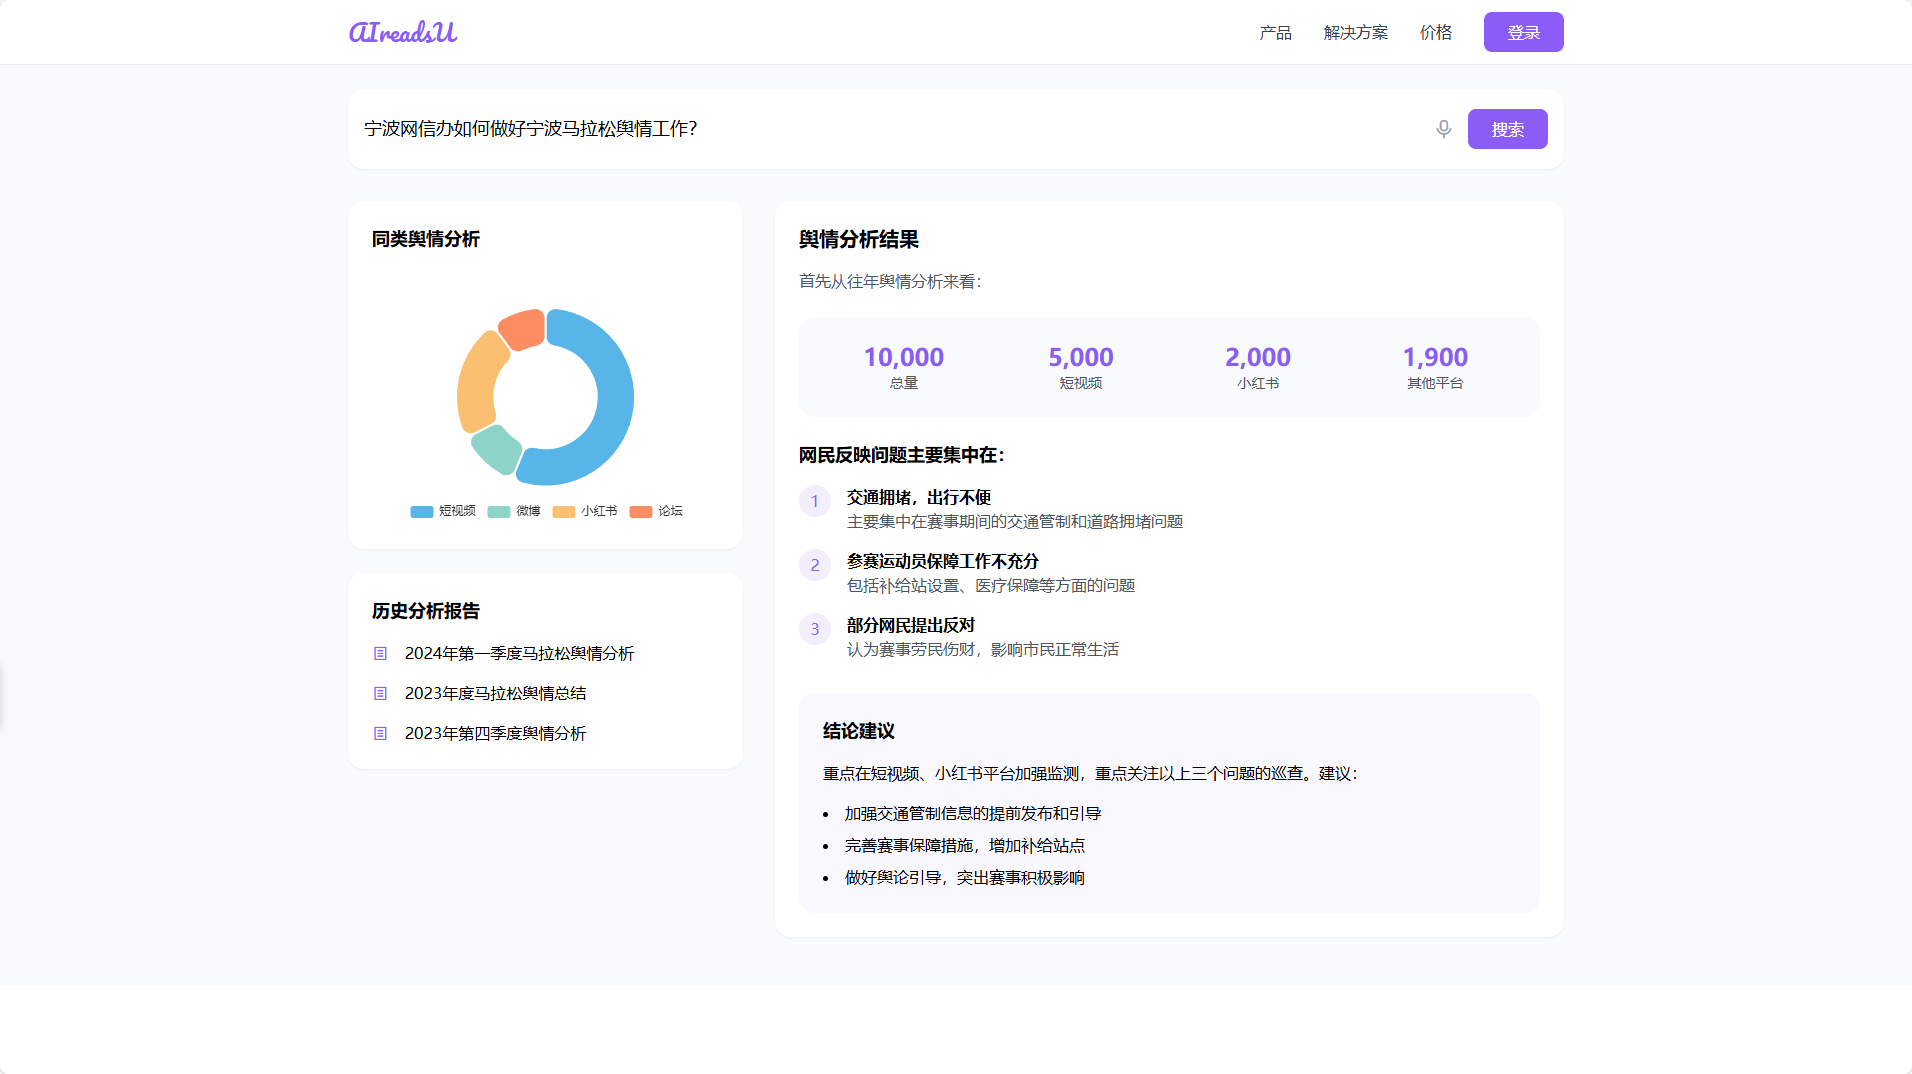 AIreadsU
产品 解决方案 价格 登录
宁波网信办如何做好宁波马拉松舆情工作？
搜索
同类舆情分析
短视频 微博 小红书 论坛
历史分析报告
2024年第一季度马拉松舆情分析
2023年度马拉松舆情总结
2023年第四季度舆情分析
舆情分析结果
首先从往年舆情分析来看：
10,000 5,000 2,000 1,900
总量 短视频 小红书 其他平台
网民反映问题主要集中在：
1 交通拥堵，出行不便
主要集中在赛事期间的交通管制和道路拥堵问题
2 参赛运动员保障工作不充分
包括补给站设置、医疗保障等方面的问题
3 部分网民提出反对
认为赛事劳民伤财，影响市民正常生活
结论建议
重点在短视频、小红书平台加强监测，重点关注以上三个问题的巡查。建议：
• 加强交通管制信息的提前发布和引导
• 完善赛事保障措施，增加补给站点
• 做好舆论引导，突出赛事积极影响